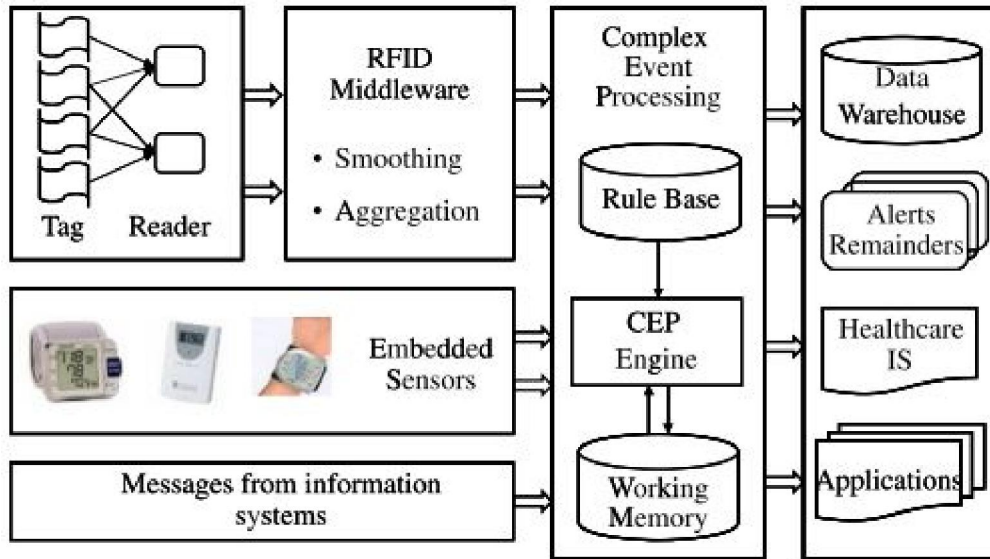 Tag
Reader
RFID
Middleware
• Smoothing
• Aggregation
Embedded
Sensors
Messages from information
systems
Complex
Event
Processing
Rule Base
CEP
Engine
Working
Memory
Data
Warehouse
Alerts
Remainders
Healthcare
IS
Applications